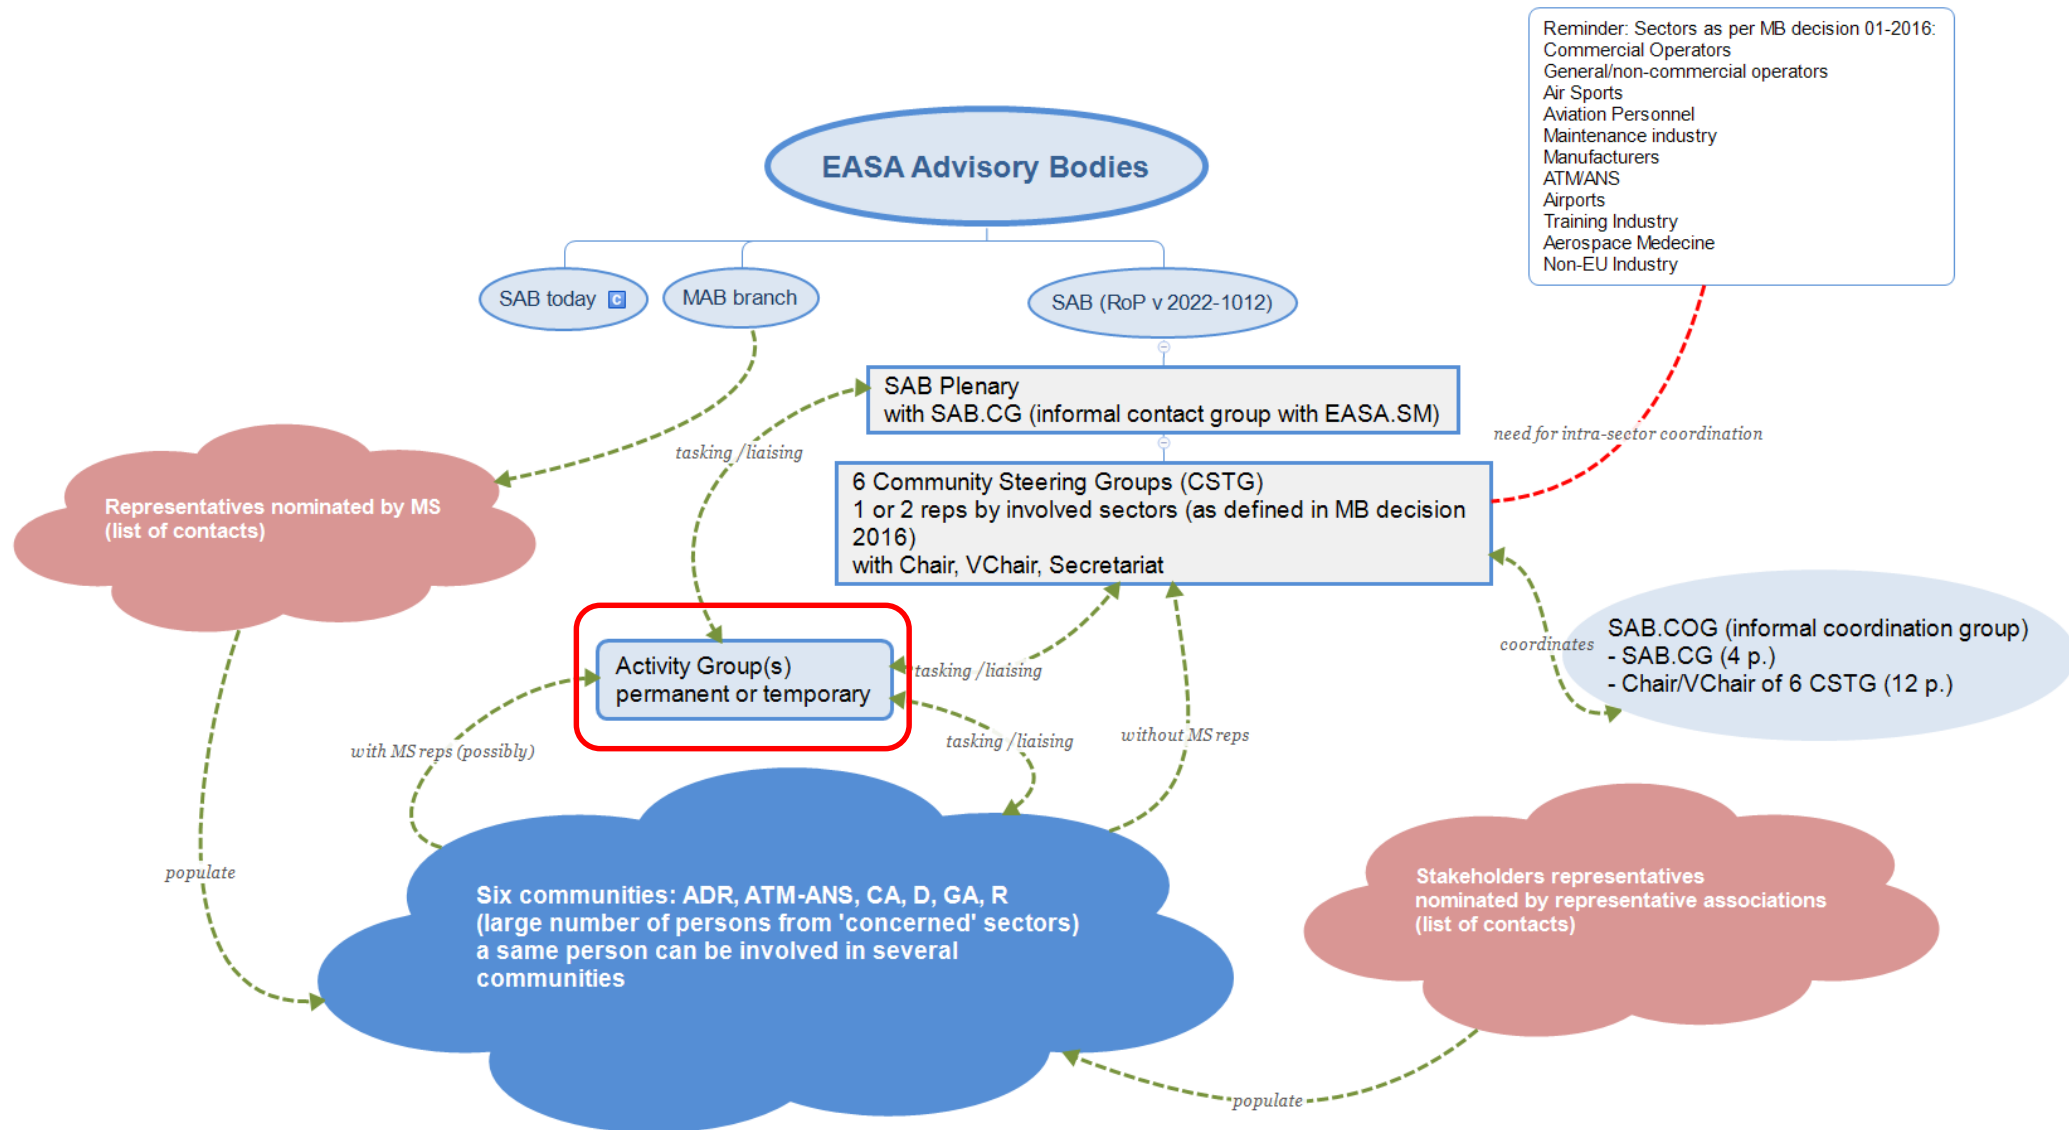 Reminder: Sectors as per MB decision 01-2016:
Commercial Operators
General/non-commercial operators
Air Sports
Aviation Personnel
Maintenance industry
Manufacturers
ATM/ANS
Airports
Training Industry
Aerospace Medecine
Non-EU Industry
EASA Advisory Bodies
SAB today C
MAB branch
SAB (RoP v 2022-1012)
SAB Plenary
with SAB.CG (informal contact group with EASA.SM)
need for intra-sector coordination
tasking / liaising
6 Community Steering Groups (CSTG)
1 or 2 reps by involved sectors (as defined in MB decision
2016)
with Chair, VChair, Secretariat
Representatives nominated by MS
(list of contacts)
SAB.COG (informal coordination group)
- SAB.CG (4 p.)
- Chair/VChair of 6 CSTG (12 p.)
coordinates
Activity Group(s)
permanent or temporary
tasking / liaising
with MS reps (possibly)
tasking / liaising
without MS reps
populate
Six communities: ADR, ATM-ANS, CA, D, GA, R
(large number of persons from 'concerned' sectors)
a same person can be involved in several
communities
Stakeholders representatives
nominated by representative associations
(list of contacts)
populate